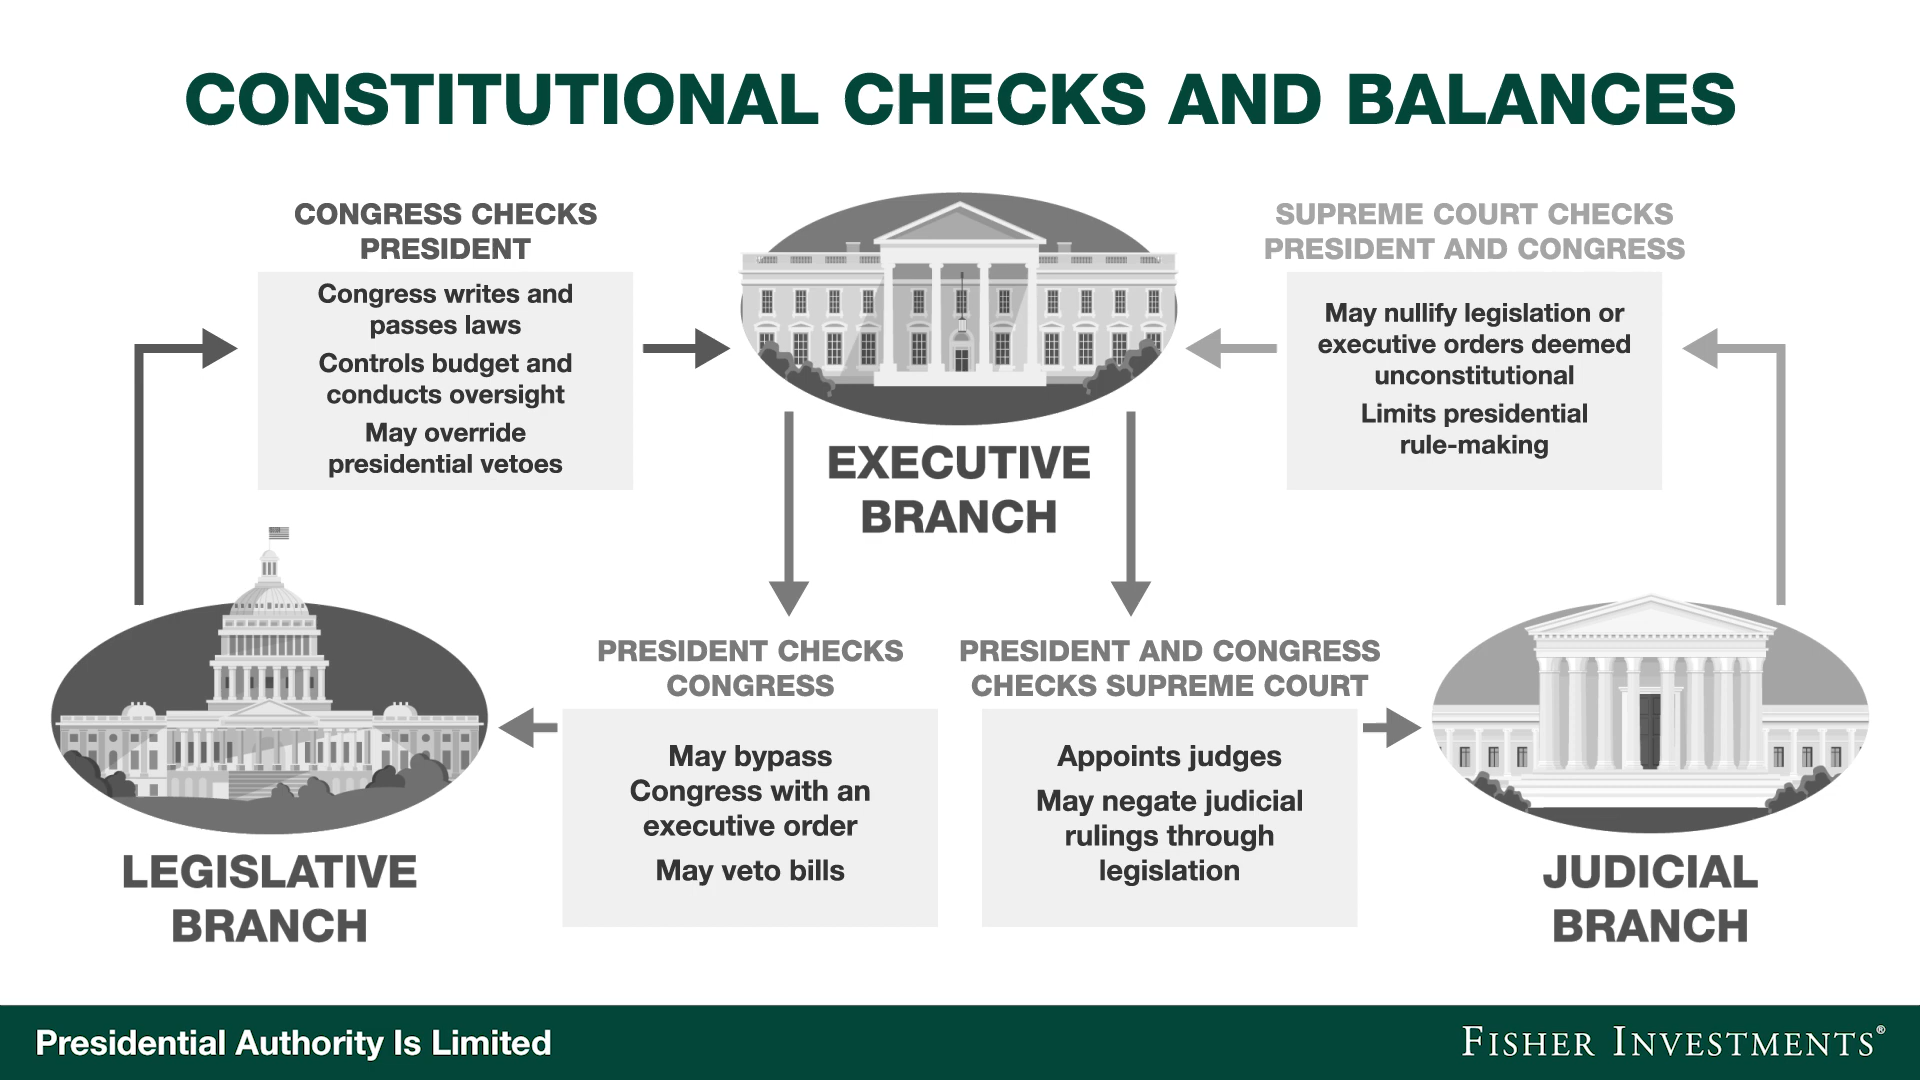 CONSTITUTIONAL CHECKS AND BALANCES
CONGRESS CHECKS
PRESIDENT
Congress writes and
passes laws
Controls budget and
conducts oversight
May override
presidential vetoes
EXECUTIVE
BRANCH
SUPREME COURT CHECKS
PRESIDENT AND CONGRESS
May nullify legislation or
executive orders deemed
unconstitutional
Limits presidential
rule-making
LEGISLATIVE
BRANCH
PRESIDENT CHECKS
CONGRESS
May bypass
Congress with an
executive order
May veto bills
PRESIDENT AND CONGRESS
CHECKS SUPREME COURT
Appoints judges
May negate judicial
rulings through
legislation
JUDICIAL
BRANCH
Presidential Authority Is Limited
FISHER INVESTMENTS®